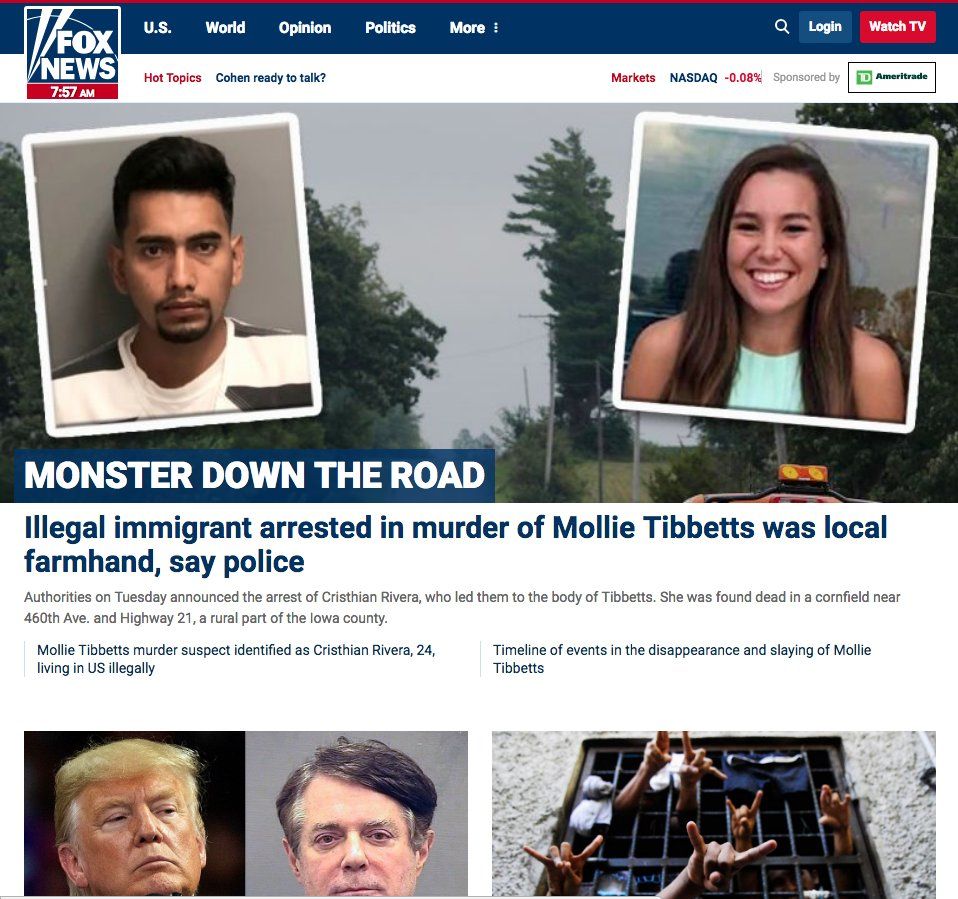 U.S. World Opinion Politics More Login Watch TV
FOX
NEWS
7:57 AM
Hot Topics Cohen ready to talk? Markets NASDAQ -0.08% Sponsored by TD Ameritrade
MONSTER DOWN THE ROAD
Illegal immigrant arrested in murder of Mollie Tibbetts was local
farmhand, say police
Authorities on Tuesday announced the arrest of Cristhian Rivera, who led them to the body of Tibbetts. She was found dead in a cornfield near
460th Ave. and Highway 21, a rural part of the Iowa county.
Mollie Tibbetts murder suspect identified as Cristhian Rivera, 24,
living in US illegally
Timeline of events in the disappearance and slaying of Mollie
Tibbetts